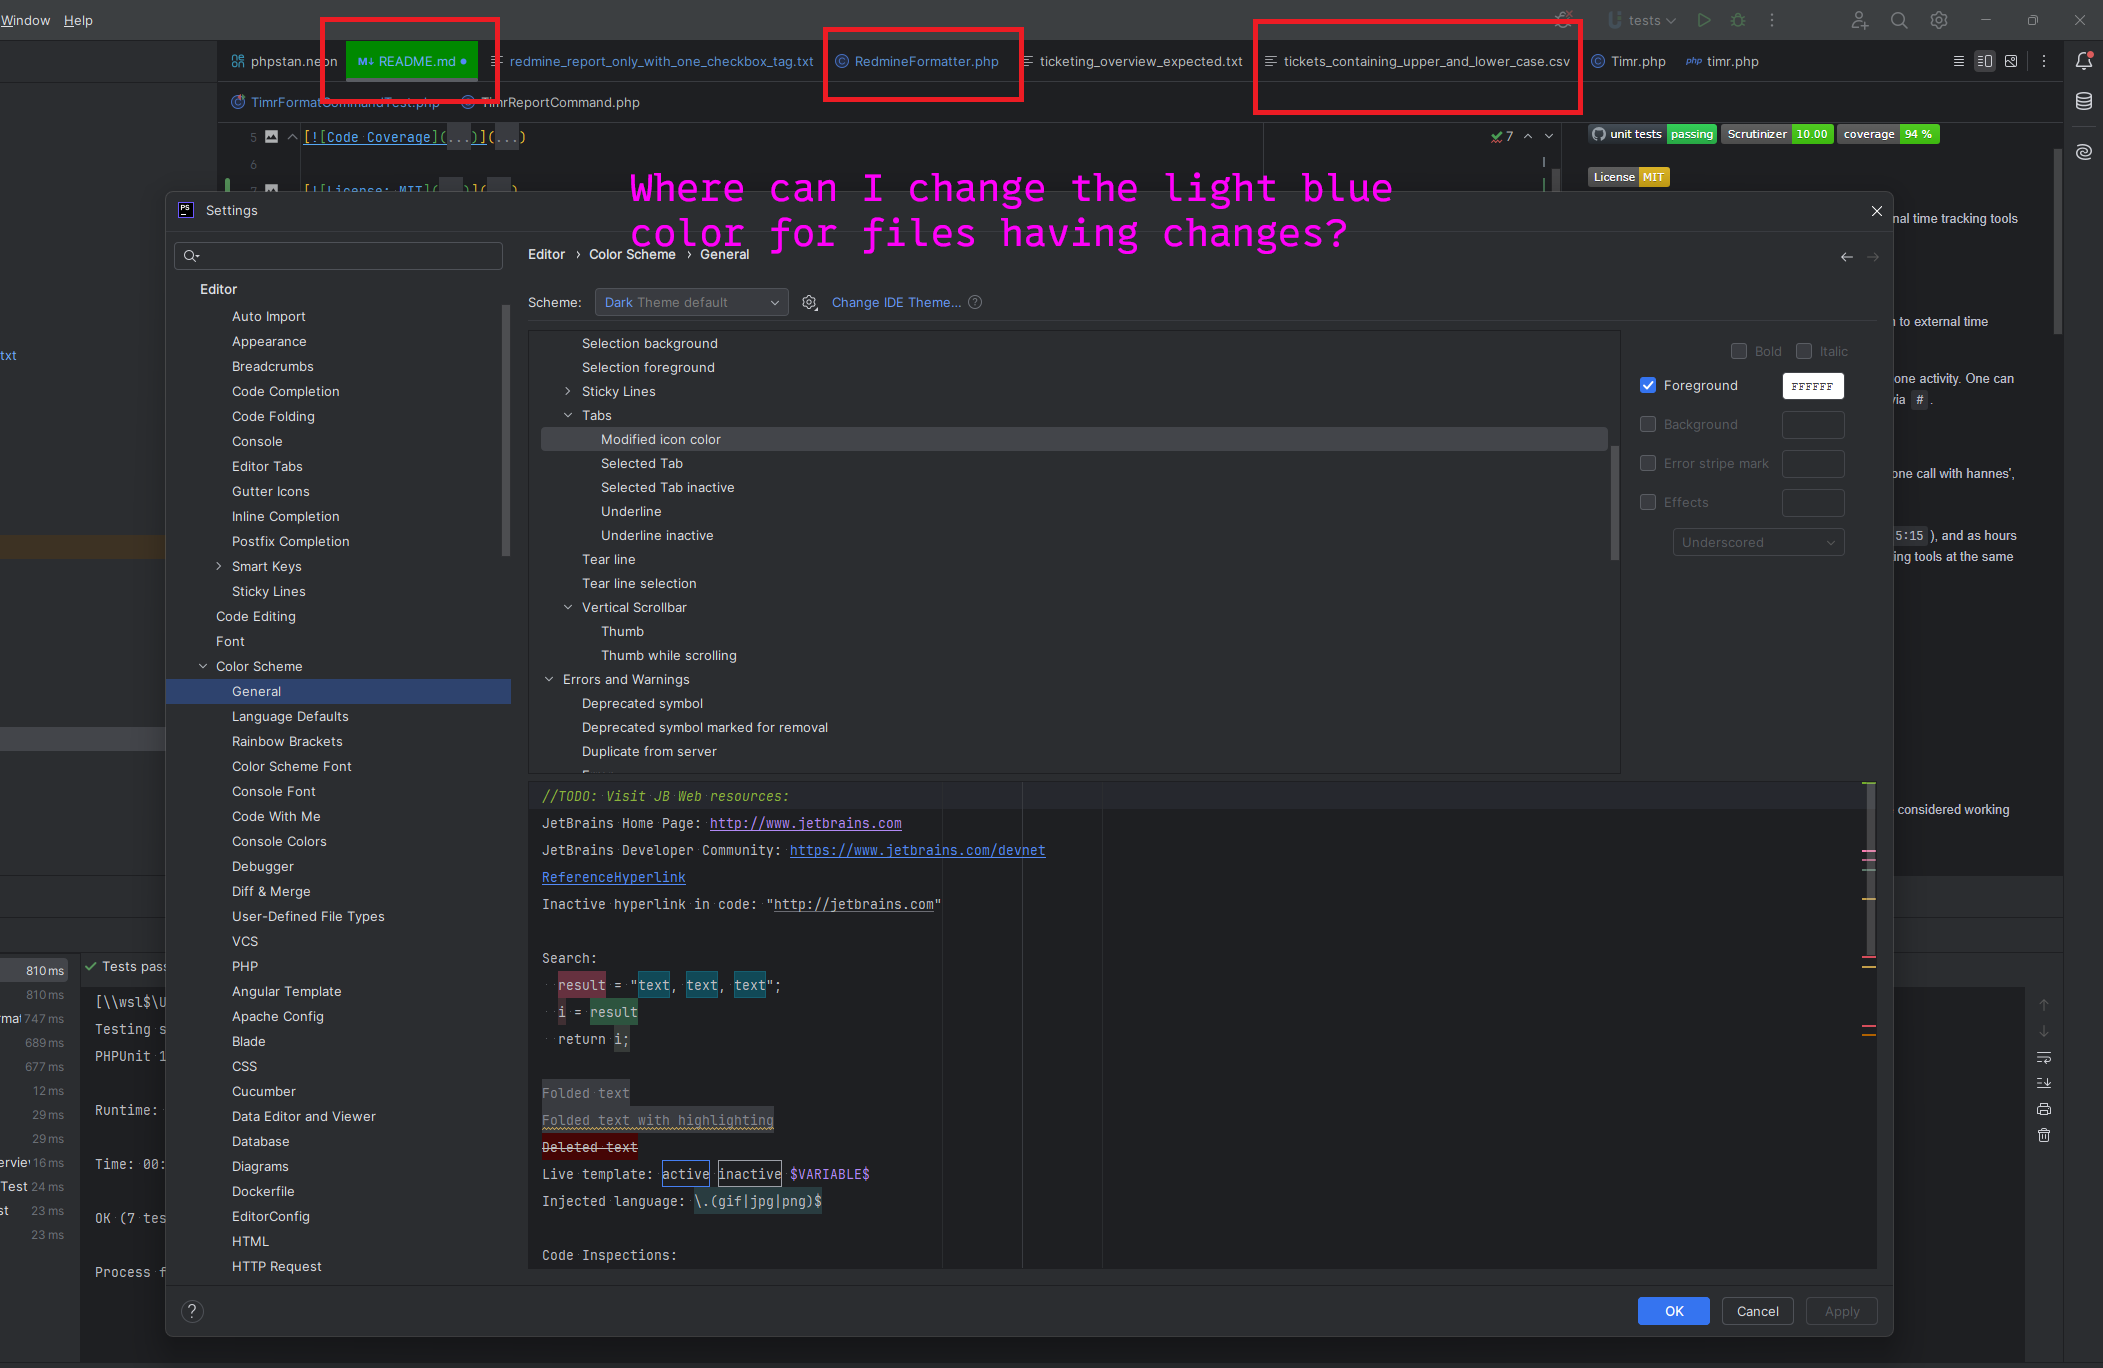 Window Help
tests
phpstan.neon
M↓ README.md
redmine_report_only_with_one_checkbox_tag.txt
RedmineFormatter.php
ticketing_overview_expected.txt
tickets_containing_upper_and_lower_case.csv
Timr.php
php timr.php
TimrFormatCommandTest.php
TimrReportCommand.php
5 [![Code Coverage](...)](...)
7
6
7 [![License: MIT](...)](...)
unit tests passing
Scrutinizer 10.00
coverage 94 %
License MIT
Where can I change the light blue
color for files having changes?
PS Settings
nal time tracking tools
Editor › Color Scheme › General
Scheme: Dark Theme default
Change IDE Theme...
n to external time
one activity. One can
via # .
one call with hannes',
5:15 ), and as hours
ing tools at the same
considered working
txt
Editor
Auto Import
Appearance
Breadcrumbs
Code Completion
Code Folding
Console
Editor Tabs
Gutter Icons
Inline Completion
Postfix Completion
Smart Keys
Sticky Lines
Code Editing
Font
Color Scheme
General
Language Defaults
Rainbow Brackets
Color Scheme Font
Console Font
Code With Me
Console Colors
Debugger
Diff & Merge
User-Defined File Types
VCS
PHP
Angular Template
Apache Config
Blade
CSS
Cucumber
Data Editor and Viewer
Database
Diagrams
Dockerfile
EditorConfig
HTML
HTTP Request
Selection background
Selection foreground
Sticky Lines
Tabs
Modified icon color
Selected Tab
Selected Tab inactive
Underline
Underline inactive
Tear line
Tear line selection
Vertical Scrollbar
Thumb
Thumb while scrolling
Errors and Warnings
Deprecated symbol
Deprecated symbol marked for removal
Duplicate from server
Bold Italic
Foreground FFFFFF
Background
Error stripe mark
Effects
Underscored
//TODO: Visit JB Web resources:
JetBrains Home Page: http://www.jetbrains.com
JetBrains Developer Community: https://www.jetbrains.com/devnet
ReferenceHyperlink
Inactive hyperlink in code: "http://jetbrains.com"
Search:
result = "text, text, text";
i = result
return i;
Folded text
Folded text with highlighting
Deleted text
Live template: active inactive $VARIABLE$
Injected language: \.(gif|jpg|png)$
Code Inspections:
810 ms
810 ms
mat 747 ms
689 ms
677 ms
12 ms
29 ms
29 ms
ervie 16 ms
Test 24 ms
st 23 ms
23 ms
Tests pass
[\\wsl$\U
Testing s
PHPUnit 1
Runtime:
Time: 00:
OK (7 tes
Process f
? OK Cancel Apply